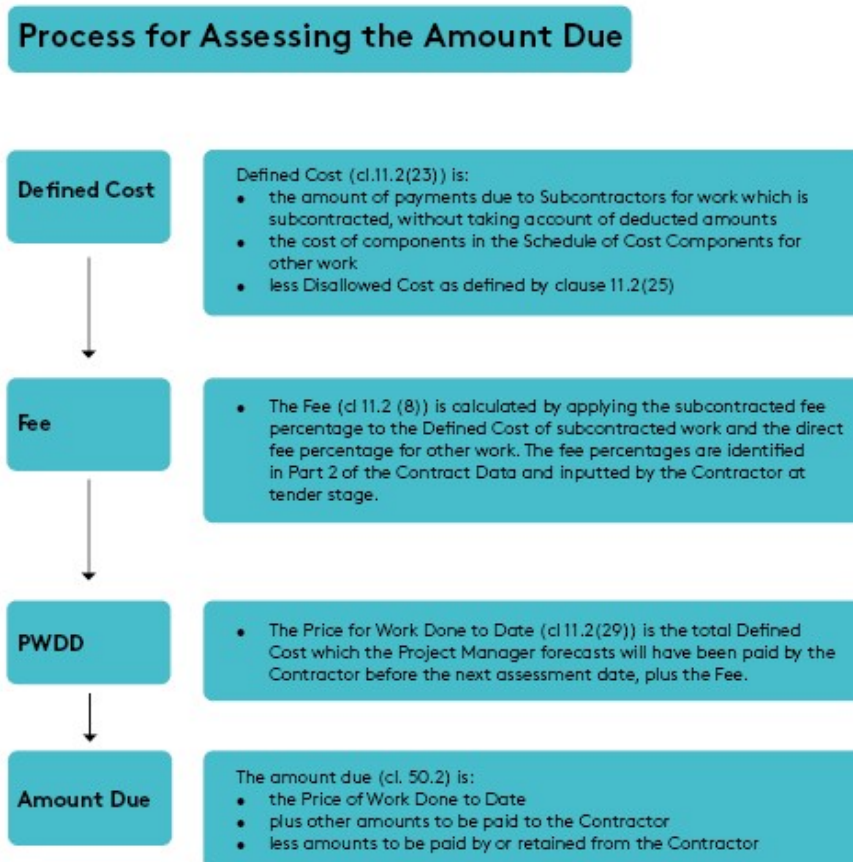 Process for Assessing the Amount Due
Defined Cost
Defined Cost (cl.11.2(23)) is:
• the amount of payments due to Subcontractors for work which is
subcontracted, without taking account of deducted amounts
• the cost of components in the Schedule of Cost Components for
other work
• less Disallowed Cost as defined by clause 11.2(25)
Fee
• The Fee (cl 11.2 (8)) is calculated by applying the subcontracted fee
percentage to the Defined Cost of subcontracted work and the direct
fee percentage for other work. The fee percentages are identified
in Part 2 of the Contract Data and inputted by the Contractor at
tender stage.
PWDD
• The Price for Work Done to Date (cl 11.2(29)) is the total Defined
Cost which the Project Manager forecasts will have been paid by the
Contractor before the next assessment date, plus the Fee.
Amount Due
The amount due (cl. 50.2) is:
• the Price of Work Done to Date
• plus other amounts to be paid to the Contractor
• less amounts to be paid by or retained from the Contractor